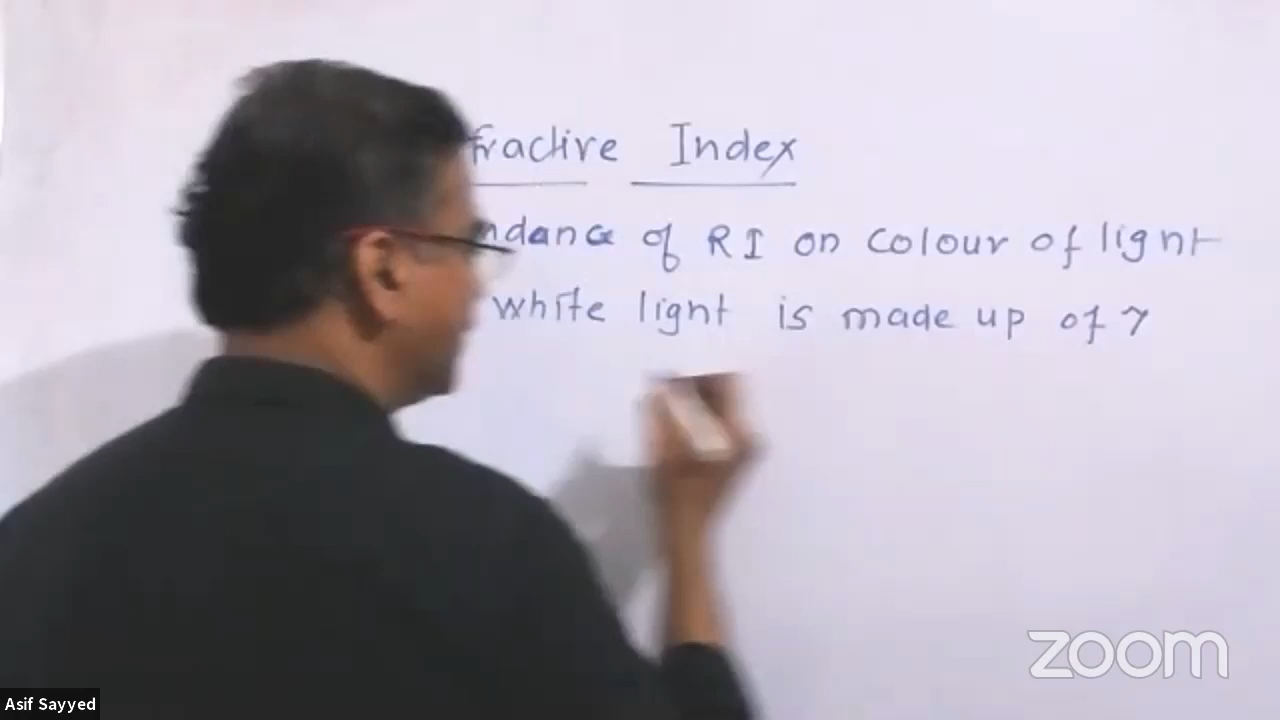 fractive Index
ndance of RI on colour of light
white light is made up of 7
zoom
Asif Sayyed